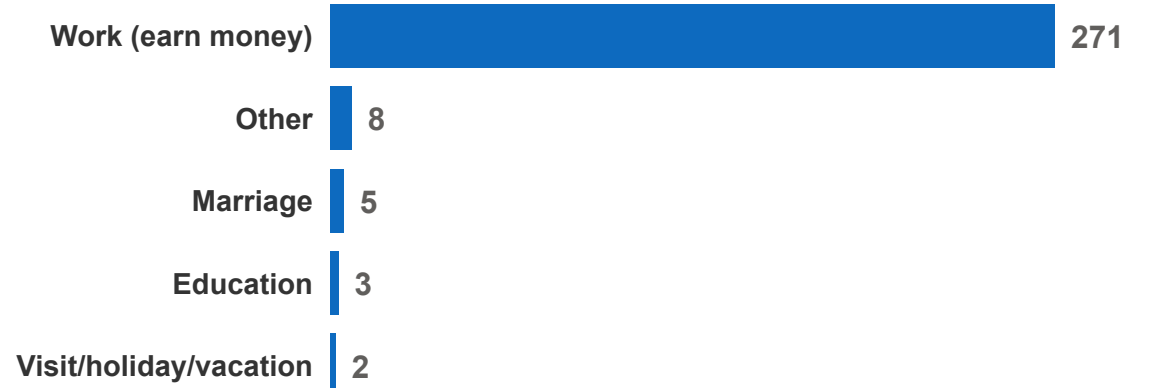 Work (earn money) 271
Other 8
Marriage 5
Education 3
Visit/holiday/vacation 2